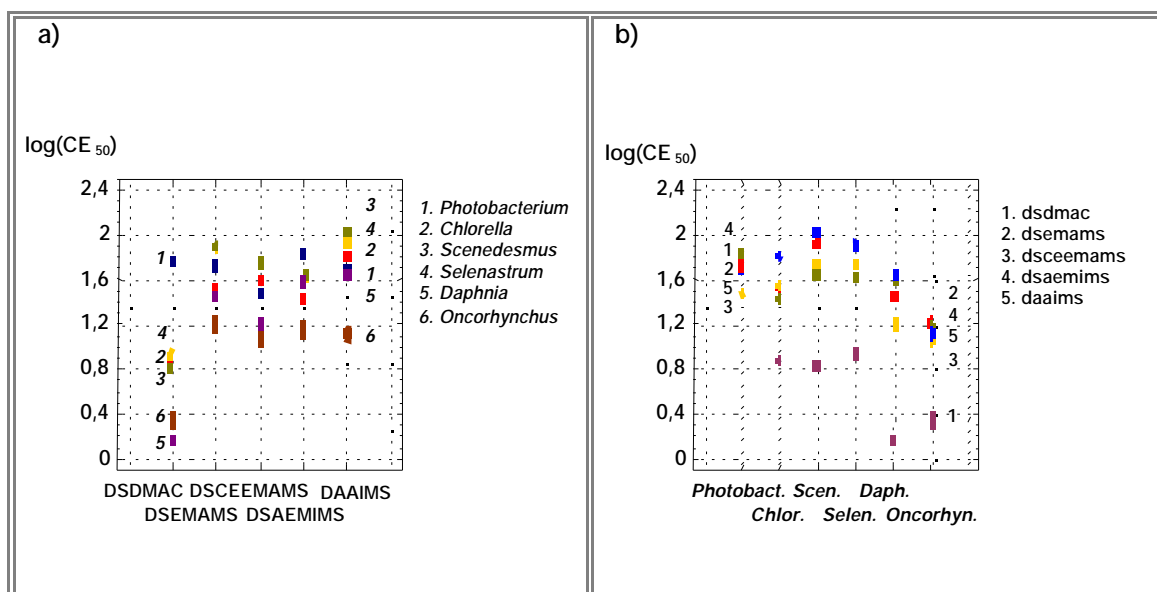 a)
log(CE 50)
2,4
2
1,6
1,2
0,8
0,4
0
1
4
2
3
6
5
3
4
2
1
5
6
1. Photobacterium
2. Chlorella
3. Scenedesmus
4. Selenastrum
5. Daphnia
6. Oncorhynchus
DSDMAC DSCEEMAMS DAAIMS
DSEMAMS DSAEMIMS
b)
log(CE 50)
2,4
2
1,6
1,2
0,8
0,4
0
4
1
2
5
3
2
4
5
3
1
1. dsdmac
2. dsemams
3. dsceemams
4. dsaemims
5. daaims
Photobact. Scen. Daph.
Chlor. Selen. Oncorhyn.